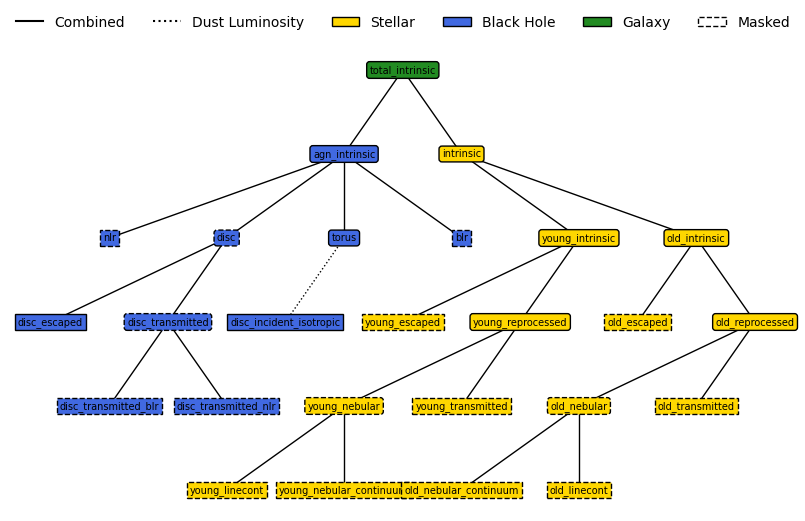 Combined Dust Luminosity Stellar Black Hole Galaxy Masked
total_intrinsic
agn_intrinsic intrinsic
nlr disc torus blr young_intrinsic old_intrinsic
disc_escaped disc_transmitted disc_incident_isotropic young_escaped young_reprocessed old_escaped old_reprocessed
disc_transmitted_blr disc_transmitted_nlr young_nebular young_transmitted old_nebular old_transmitted
young_linecont young_nebular_continuum old_nebular_continuum old_linecont